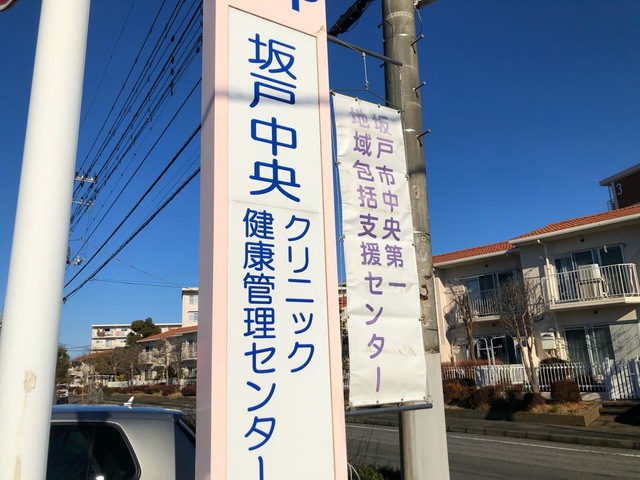 坂戸中央
クリニック
健康管理センター
坂戸市中央第一
地域包括支援センター
3